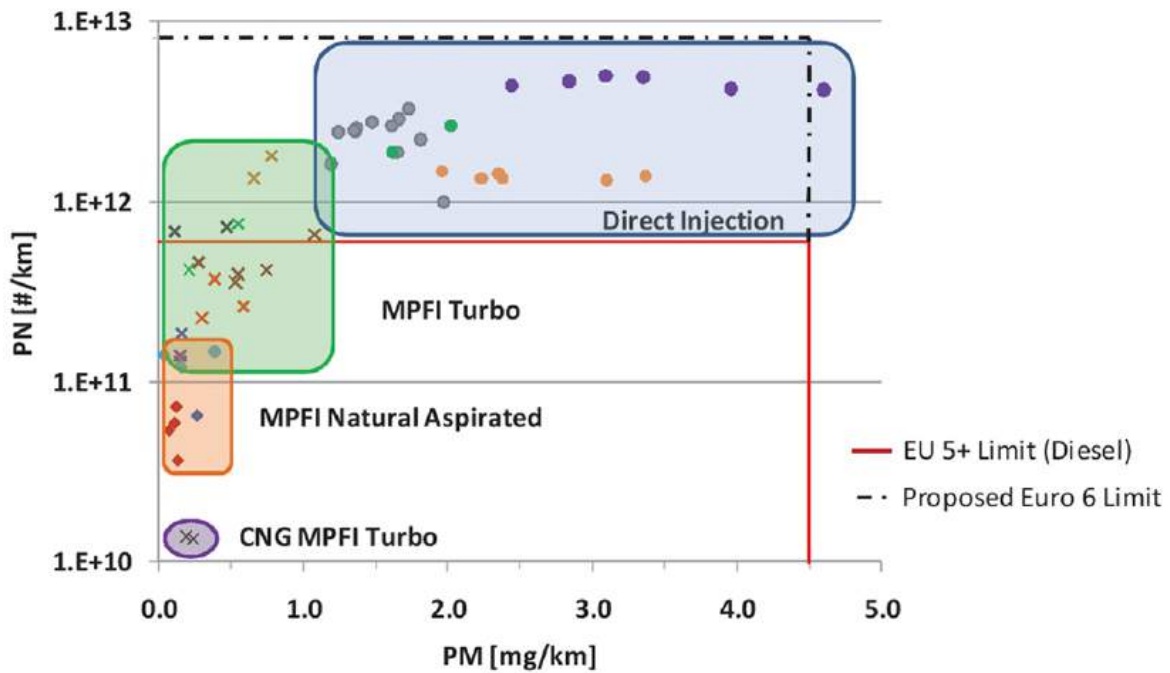 1.E+13
1.E+12
1.E+11
1.E+10
PN [#/km]
Direct Injection
MPFI Turbo
MPFI Natural Aspirated
CNG MPFI Turbo
EU 5+ Limit (Diesel)
Proposed Euro 6 Limit
0.0 1.0 2.0 3.0 4.0 5.0
PM [mg/km]